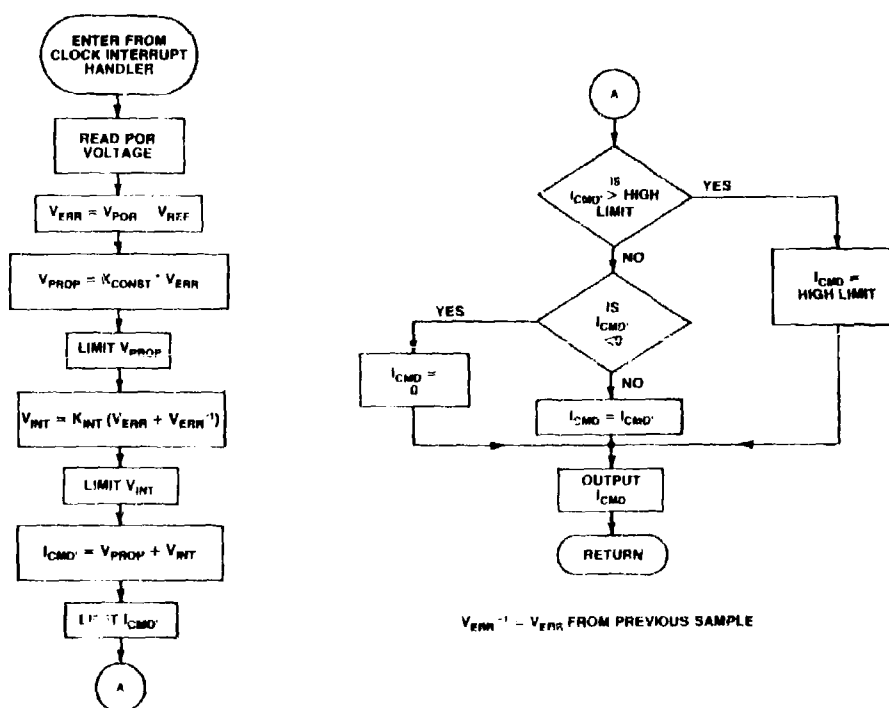 ENTER FROM
CLOCK INTERRUPT
HANDLER
READ POR
VOLTAGE
V_ERR = V_POR V_REF
V_PROP = K_CONST * V_ERR
LIMIT V_PROP
V_INT = K_INT (V_ERR + V_ERR⁻¹)
LIMIT V_INT
I_CMD' = V_PROP + V_INT
I_CMD'
A
A
IS
I_CMD' > HIGH
LIMIT
YES
NO
I_CMD =
HIGH LIMIT
IS
I_CMD'
<0
YES
NO
I_CMD =
0
I_CMD = I_CMD'
OUTPUT
I_CMD
RETURN
V_ERR⁻¹ = V_ERR FROM PREVIOUS SAMPLE